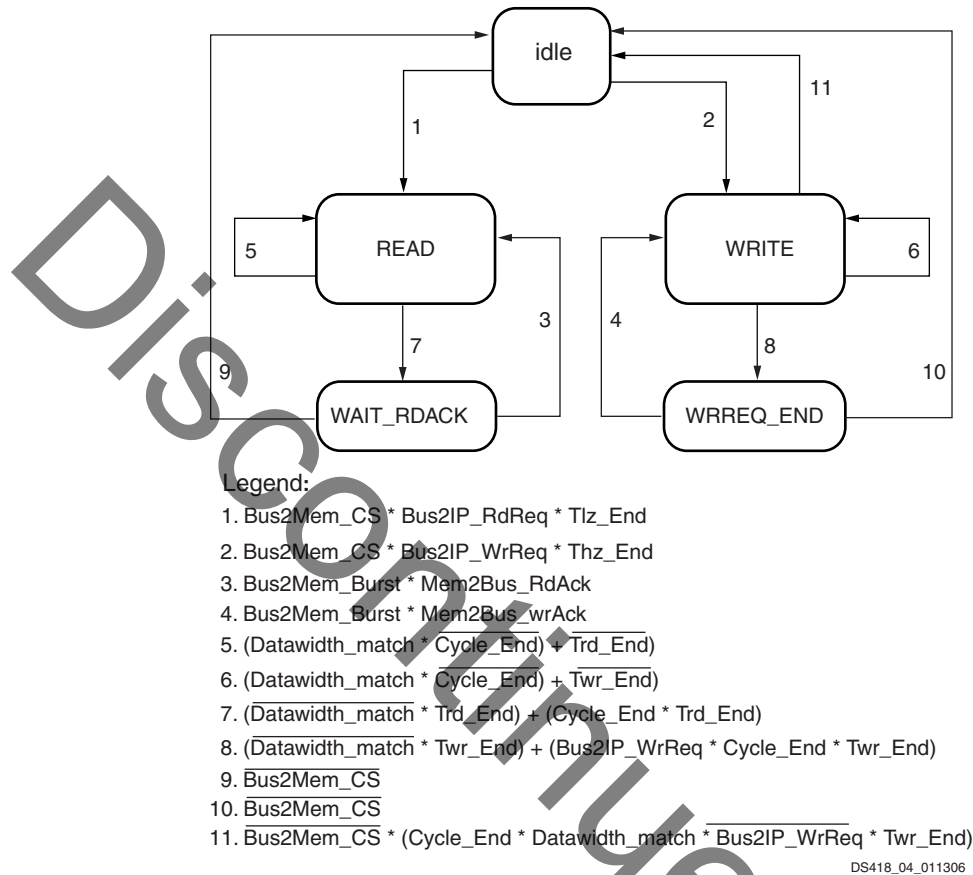 idle
11
1
2
READ
WRITE
5
6
3
4
7
8
9
10
WAIT_RDACK
WRREQ_END
Legend:
1. Bus2Mem_CS * Bus2IP_RdReq * Tlz_End
2. Bus2Mem_CS * Bus2IP_WrReq * Thz_End
3. Bus2Mem_Burst * Mem2Bus_RdAck
4. Bus2Mem_Burst * Mem2Bus_wrAck
5. (Datawidth_match * Cycle_End) + Trd_End)
6. (Datawidth_match * Cycle_End) + Twr_End)
7. (Datawidth_match * Trd_End) + (Cycle_End * Trd_End)
8. (Datawidth_match * Twr_End) + (Bus2IP_WrReq * Cycle_End * Twr_End)
9. Bus2Mem_CS
10. Bus2Mem_CS
11. Bus2Mem_CS * (Cycle_End * Datawidth_match * Bus2IP_WrReq * Twr_End)
DS418_04_011306
Discontinue